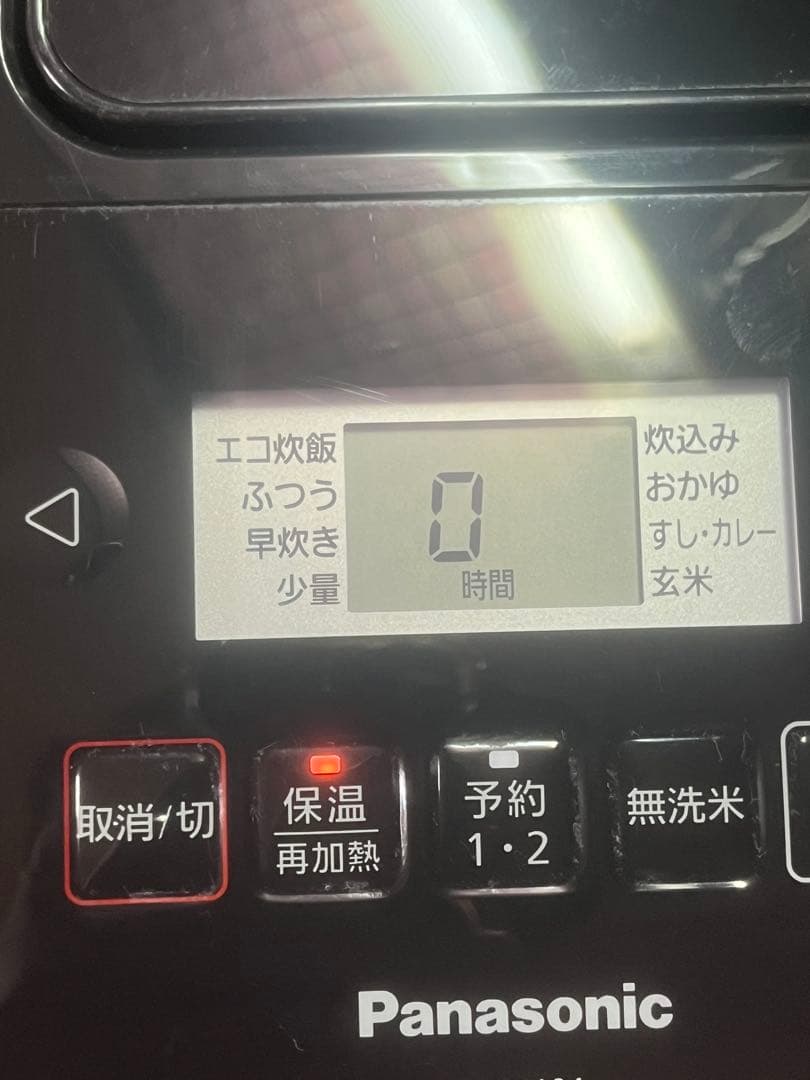 エコ炊飯
ふつう
早炊き
少量
0
時間
炊込み
おかゆ
すし・カレー
玄米
取消/切
保温
再加熱
予約
1・2
無洗米
Panasonic